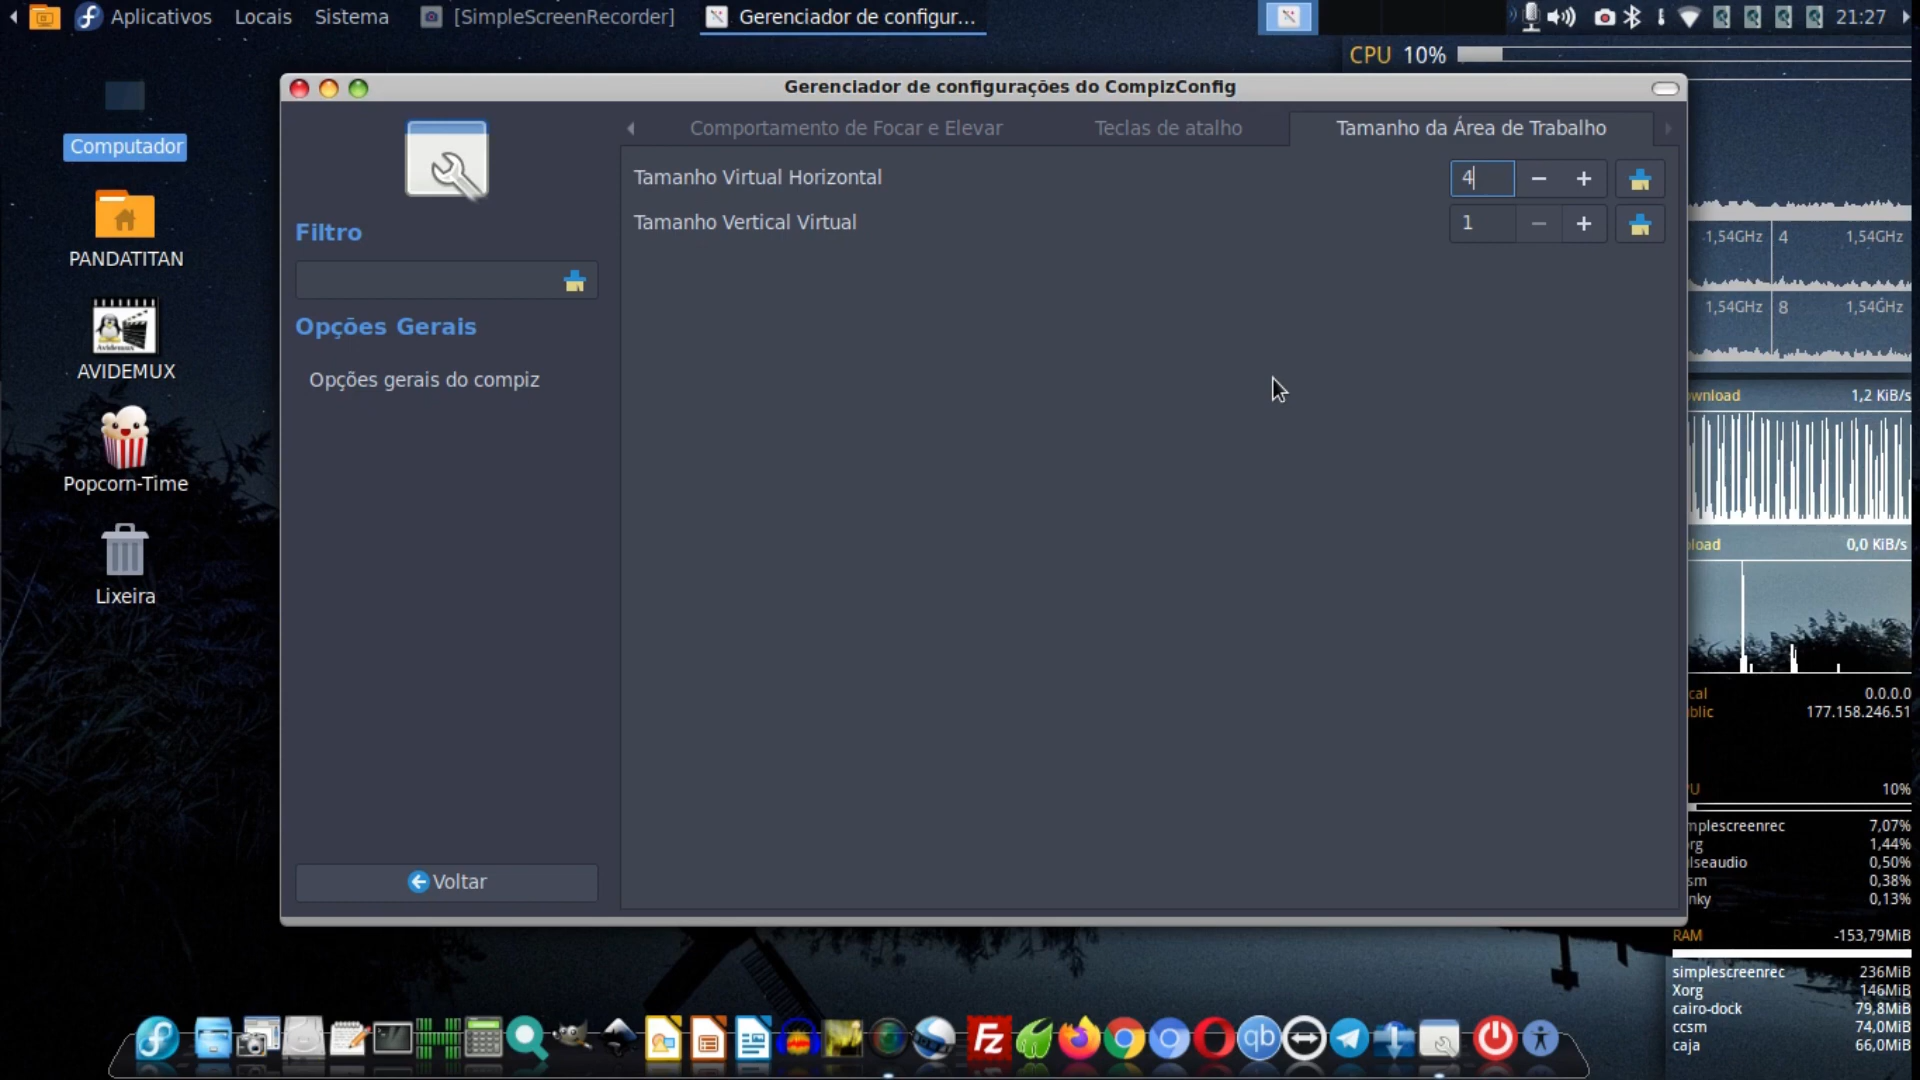 Aplicativos Locais Sistema [SimpleScreenRecorder] Gerenciador de configur... 21:27
CPU 10%
Gerenciador de configurações do CompizConfig
Computador
PANDATITAN
AVIDEMUX
Popcorn-Time
Lixeira
Filtro
Opções Gerais
Opções gerais do compiz
Voltar
Comportamento de Focar e Elevar Teclas de atalho Tamanho da Área de Trabalho
Tamanho Virtual Horizontal 4 − +
Tamanho Vertical Virtual 1 − +
1,54GHz 4 1,54GHz
1,54GHz 8 1,54GHz
wnload 1,2 KiB/s
load 0,0 KiB/s
cal 0.0.0.0
blic 177.158.246.51
U 10%
mplescreenrec 7,07%
rg 1,44%
lseaudio 0,50%
sm 0,38%
nky 0,13%
RAM -153,79MiB
simplescreenrec 236MiB
Xorg 146MiB
cairo-dock 79,8MiB
ccsm 74,0MiB
caja 66,0MiB
FZ
qb